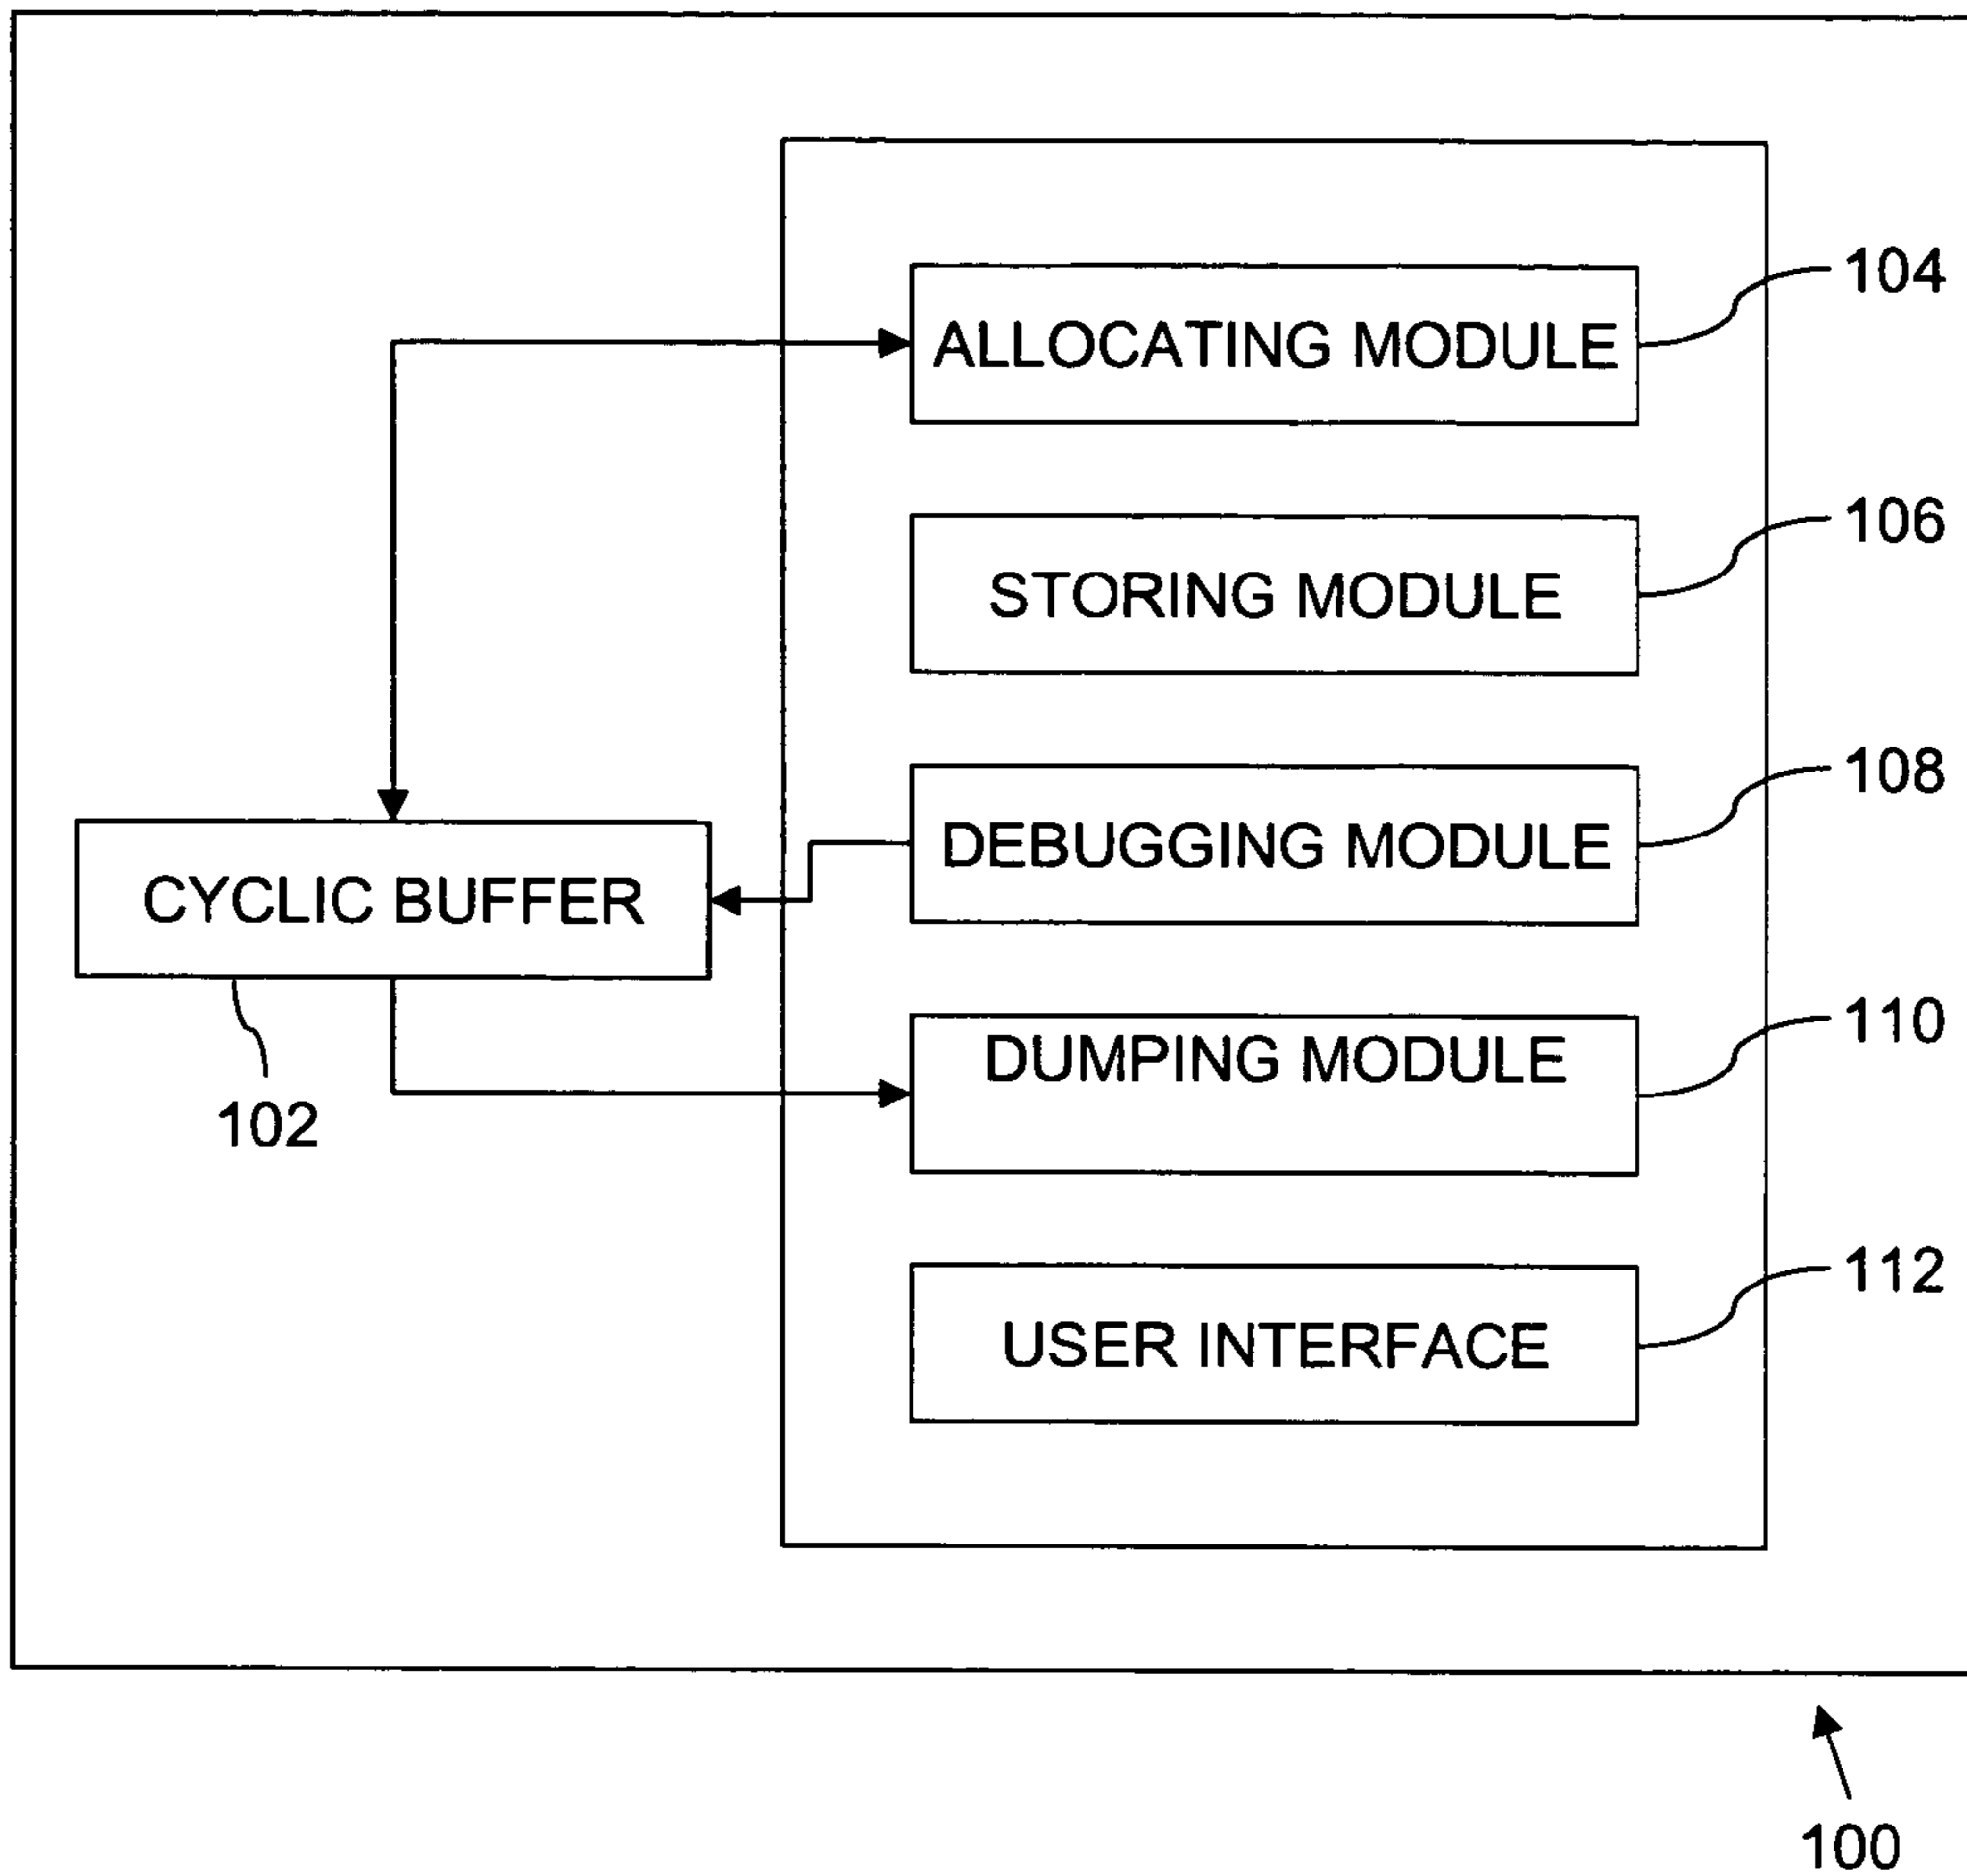 ALLOCATING MODULE
104
STORING MODULE
106
DEBUGGING MODULE
108
CYCLIC BUFFER
102
DUMPING MODULE
110
USER INTERFACE
112
100